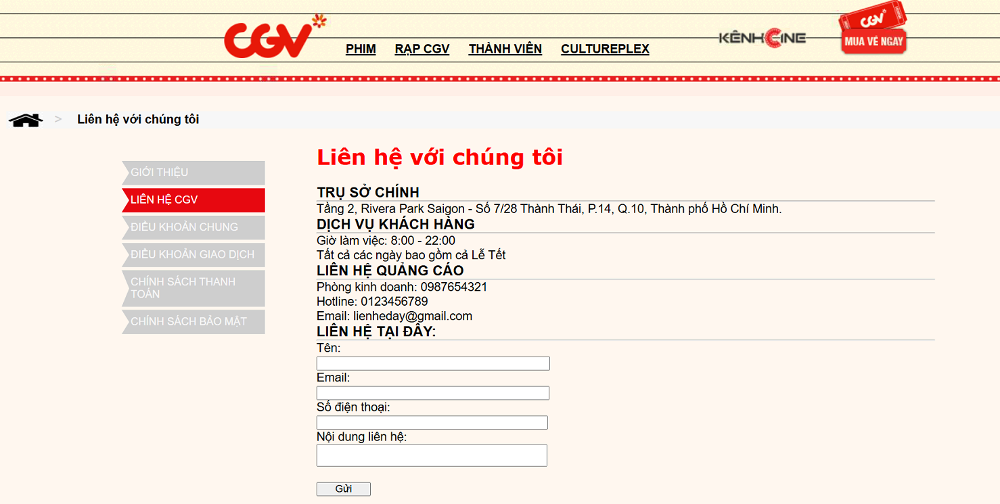 CGV
PHIM RẠP CGV THÀNH VIÊN CULTUREPLEX
KÊNH CINE
CGV
MUA VÉ NGAY
> Liên hệ với chúng tôi
GIỚI THIỆU
LIÊN HỆ CGV
ĐIỀU KHOẢN CHUNG
ĐIỀU KHOẢN GIAO DỊCH
CHÍNH SÁCH THANH
TOÁN
CHÍNH SÁCH BẢO MẬT
Liên hệ với chúng tôi
TRỤ SỞ CHÍNH
Tầng 2, Rivera Park Saigon - Số 7/28 Thành Thái, P.14, Q.10, Thành phố Hồ Chí Minh.
DỊCH VỤ KHÁCH HÀNG
Giờ làm việc: 8:00 - 22:00
Tất cả các ngày bao gồm cả Lễ Tết
LIÊN HỆ QUẢNG CÁO
Phòng kinh doanh: 0987654321
Hotline: 0123456789
Email: lienheday@gmail.com
LIÊN HỆ TẠI ĐÂY:
Tên:
Email:
Số điện thoại:
Nội dung liên hệ:
Gửi